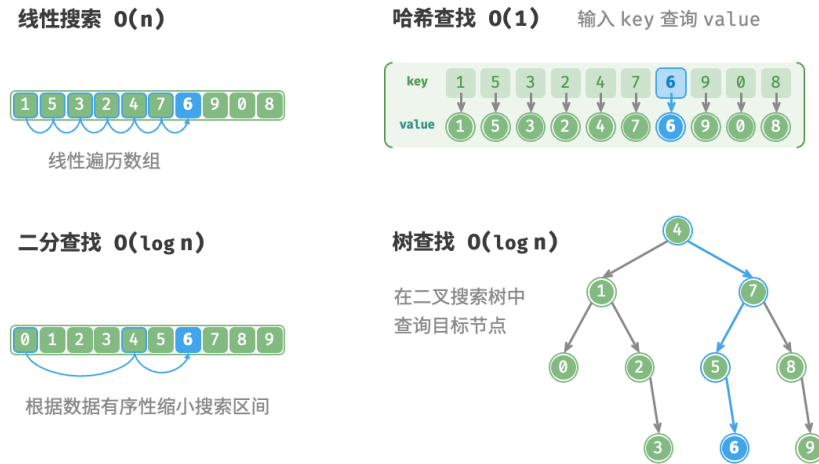 线性搜索 O(n)
1 5 3 2 4 7 6 9 0 8
线性遍历数组
哈希查找 O(1) 输入 key 查询 value
key 1 5 3 2 4 7 6 9 0 8
value 1 5 3 2 4 7 6 9 0 8
二分查找 O(log n)
0 1 2 3 4 5 6 7 8 9
根据数据有序性缩小搜索区间
树查找 O(log n)
在二叉搜索树中
查询目标节点
4
1 7
0 2 5 8
3 6 9